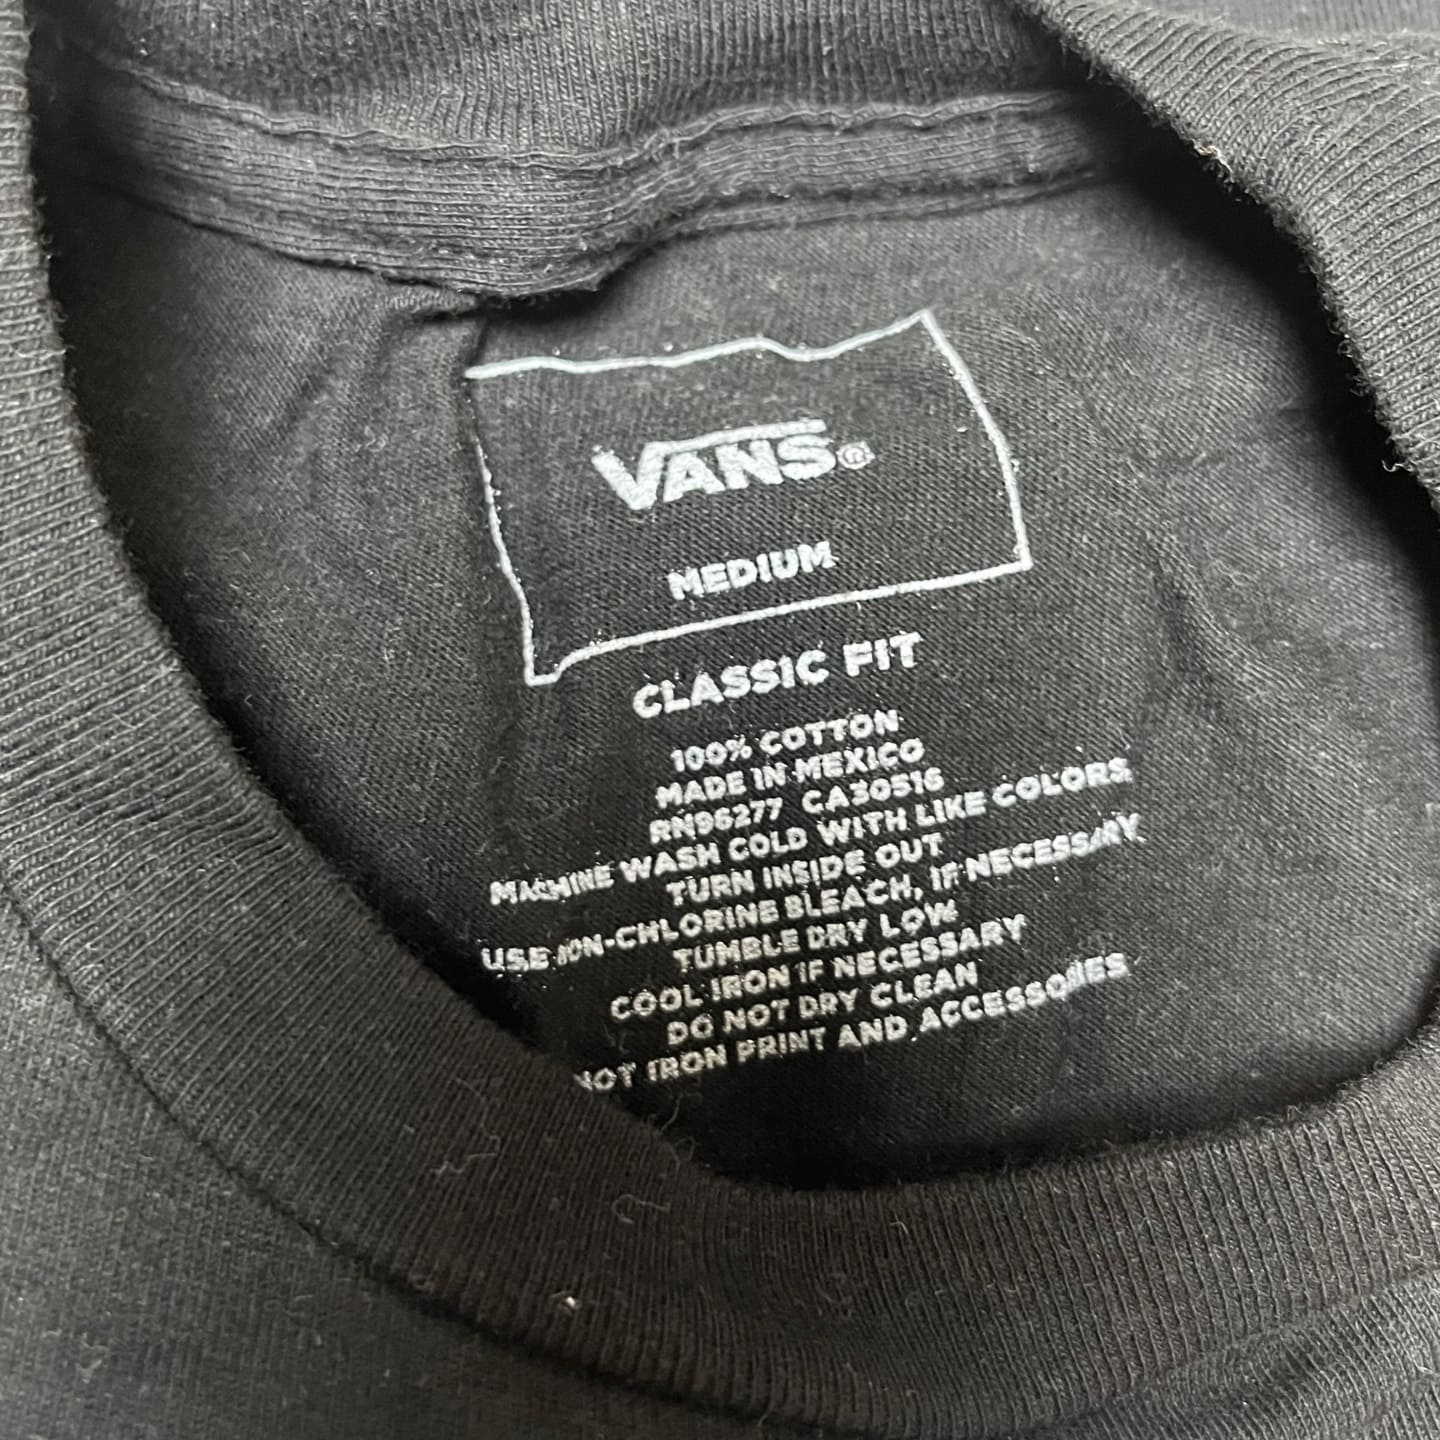 VANS®
MEDIUM
CLASSIC FIT
100% COTTON
MADE IN MEXICO
RN96277 CA30516
MACHINE WASH COLD WITH LIKE COLORS
TURN INSIDE OUT
USE NON-CHLORINE BLEACH, IF NECESSARY
TUMBLE DRY LOW
COOL IRON IF NECESSARY
DO NOT DRY CLEAN
NOT IRON PRINT AND ACCESSORIES